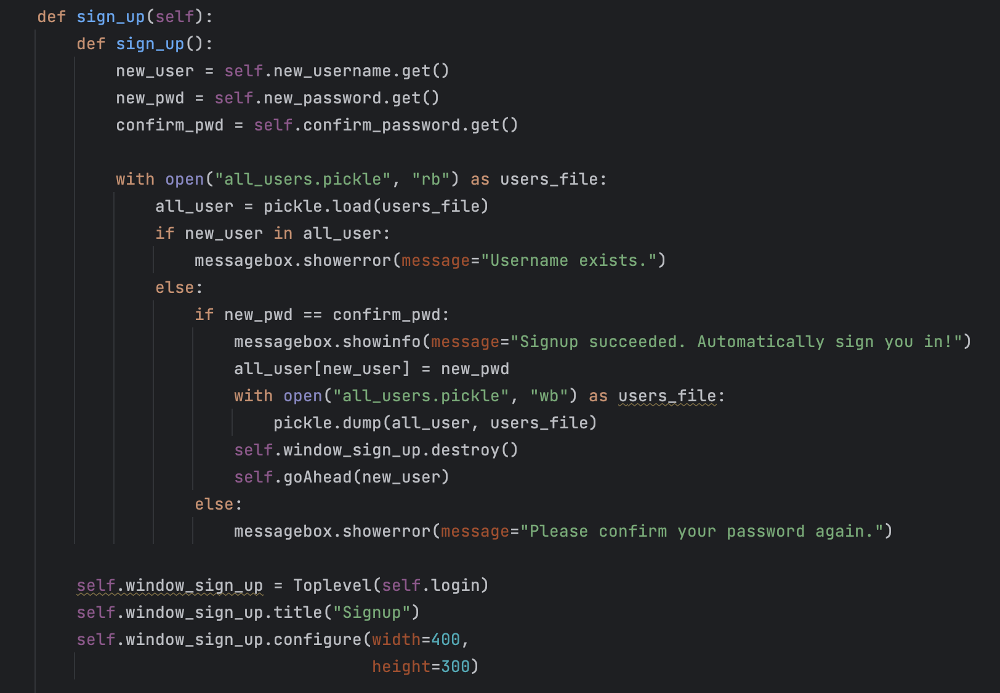 def sign_up(self):
    def sign_up():
        new_user = self.new_username.get()
        new_pwd = self.new_password.get()
        confirm_pwd = self.confirm_password.get()

        with open("all_users.pickle", "rb") as users_file:
            all_user = pickle.load(users_file)
            if new_user in all_user:
                messagebox.showerror(message="Username exists.")
            else:
                if new_pwd == confirm_pwd:
                    messagebox.showinfo(message="Signup succeeded. Automatically sign you in!")
                    all_user[new_user] = new_pwd
                    with open("all_users.pickle", "wb") as users_file:
                        pickle.dump(all_user, users_file)
                    self.window_sign_up.destroy()
                    self.goAhead(new_user)
                else:
                    messagebox.showerror(message="Please confirm your password again.")

    self.window_sign_up = Toplevel(self.login)
    self.window_sign_up.title("Signup")
    self.window_sign_up.configure(width=400,
                                  height=300)